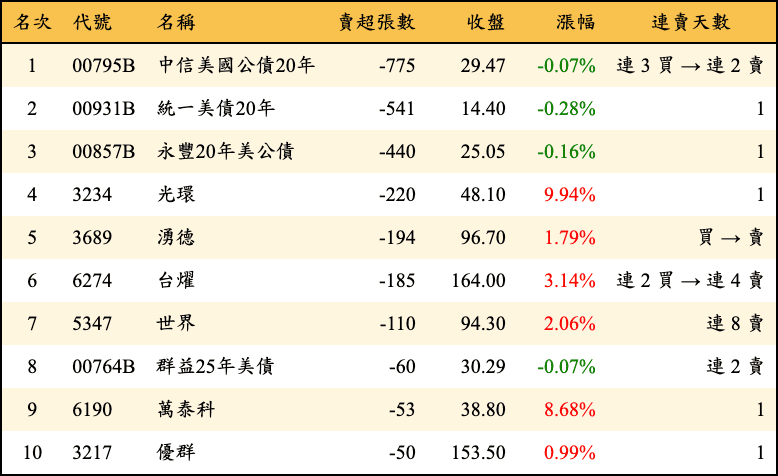 名次 代號 名稱 賣超張數 收盤 漲幅 連賣天數
1 00795B 中信美國公債20年 -775 29.47 -0.07% 連 3 買 → 連 2 賣
2 00931B 統一美債20年 -541 14.40 -0.28% 1
3 00857B 永豐20年美公債 -440 25.05 -0.16% 1
4 3234 光環 -220 48.10 9.94% 1
5 3689 湧德 -194 96.70 1.79% 買 → 賣
6 6274 台燿 -185 164.00 3.14% 連 2 買 → 連 4 賣
7 5347 世界 -110 94.30 2.06% 連 8 賣
8 00764B 群益25年美債 -60 30.29 -0.07% 連 2 賣
9 6190 萬泰科 -53 38.80 8.68% 1
10 3217 優群 -50 153.50 0.99% 1